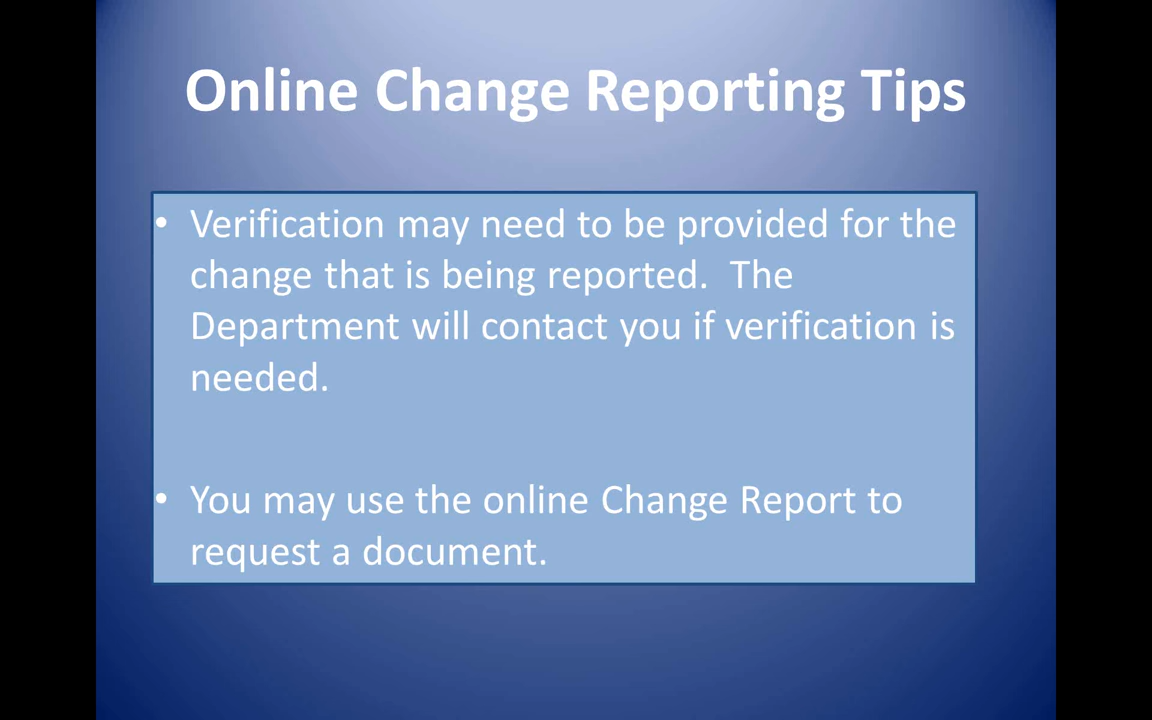 Online Change Reporting Tips
• Verification may need to be provided for the
change that is being reported.  The
Department will contact you if verification is
needed.
• You may use the online Change Report to
request a document.